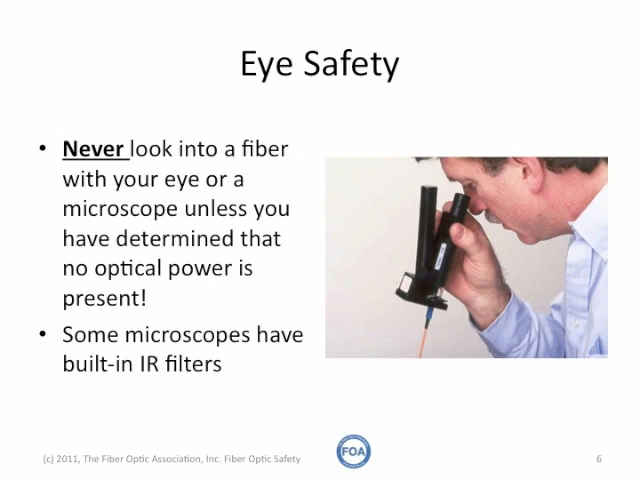 Eye Safety
• Never look into a fiber
with your eye or a
microscope unless you
have determined that
no optical power is
present!
• Some microscopes have
built-in IR filters
(c) 2011, The Fiber Optic Association, Inc. Fiber Optic Safety
FOA
6